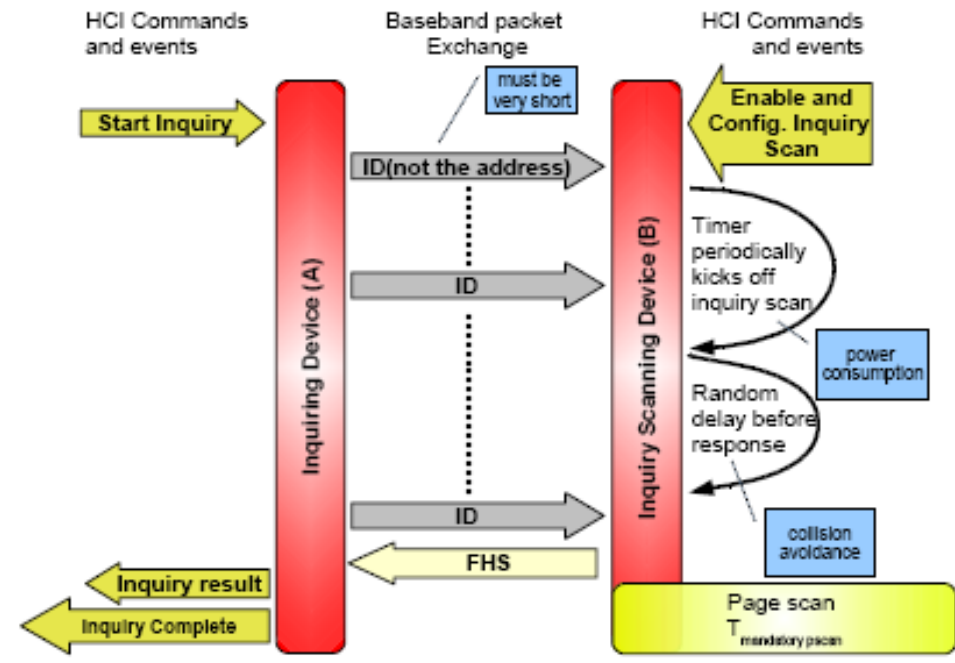 HCI Commands
and events
Baseband packet
Exchange
HCI Commands
and events
must be
very short
Start Inquiry
Enable and
Config. Inquiry
Scan
ID(not the address)
Inquiring Device (A)
Inquiry Scanning Device (B)
Timer
periodically
kicks off
inquiry scan
ID
power
consumption
Random
delay before
response
ID
collision
avoidance
FHS
Inquiry result
Inquiry Complete
Page scan
T mandatory pscan